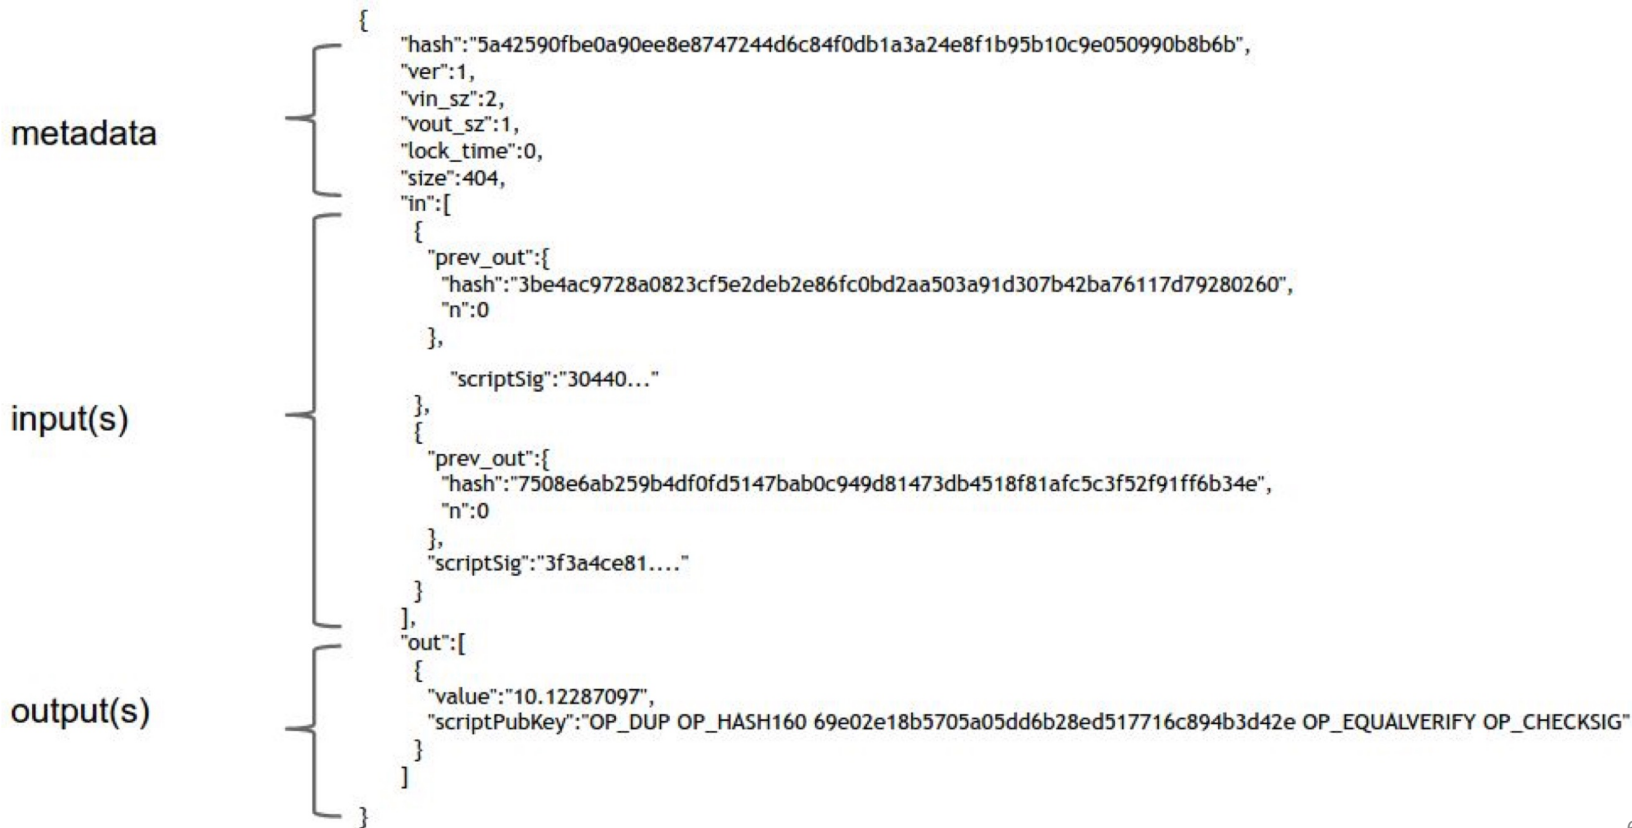 {
"hash":"5a42590fbe0a90ee8e8747244d6c84f0db1a3a24e8f1b95b10c9e050990b8b6b",
"ver":1,
"vin_sz":2,
"vout_sz":1,
"lock_time":0,
"size":404,
metadata
"in":[
{
"prev_out":{
"hash":"3be4ac9728a0823cf5e2deb2e86fc0bd2aa503a91d307b42ba76117d79280260",
"n":0
},
"scriptSig":"30440..."
},
input(s)
{
"prev_out":{
"hash":"7508e6ab259b4df0fd5147bab0c949d81473db4518f81afc5c3f52f91ff6b34e",
"n":0
},
"scriptSig":"3f3a4ce81...."
}
],
"out":[
{
"value":"10.12287097",
output(s)
"scriptPubKey":"OP_DUP OP_HASH160 69e02e18b5705a05dd6b28ed517716c894b3d42e OP_EQUALVERIFY OP_CHECKSIG"
}
]
}